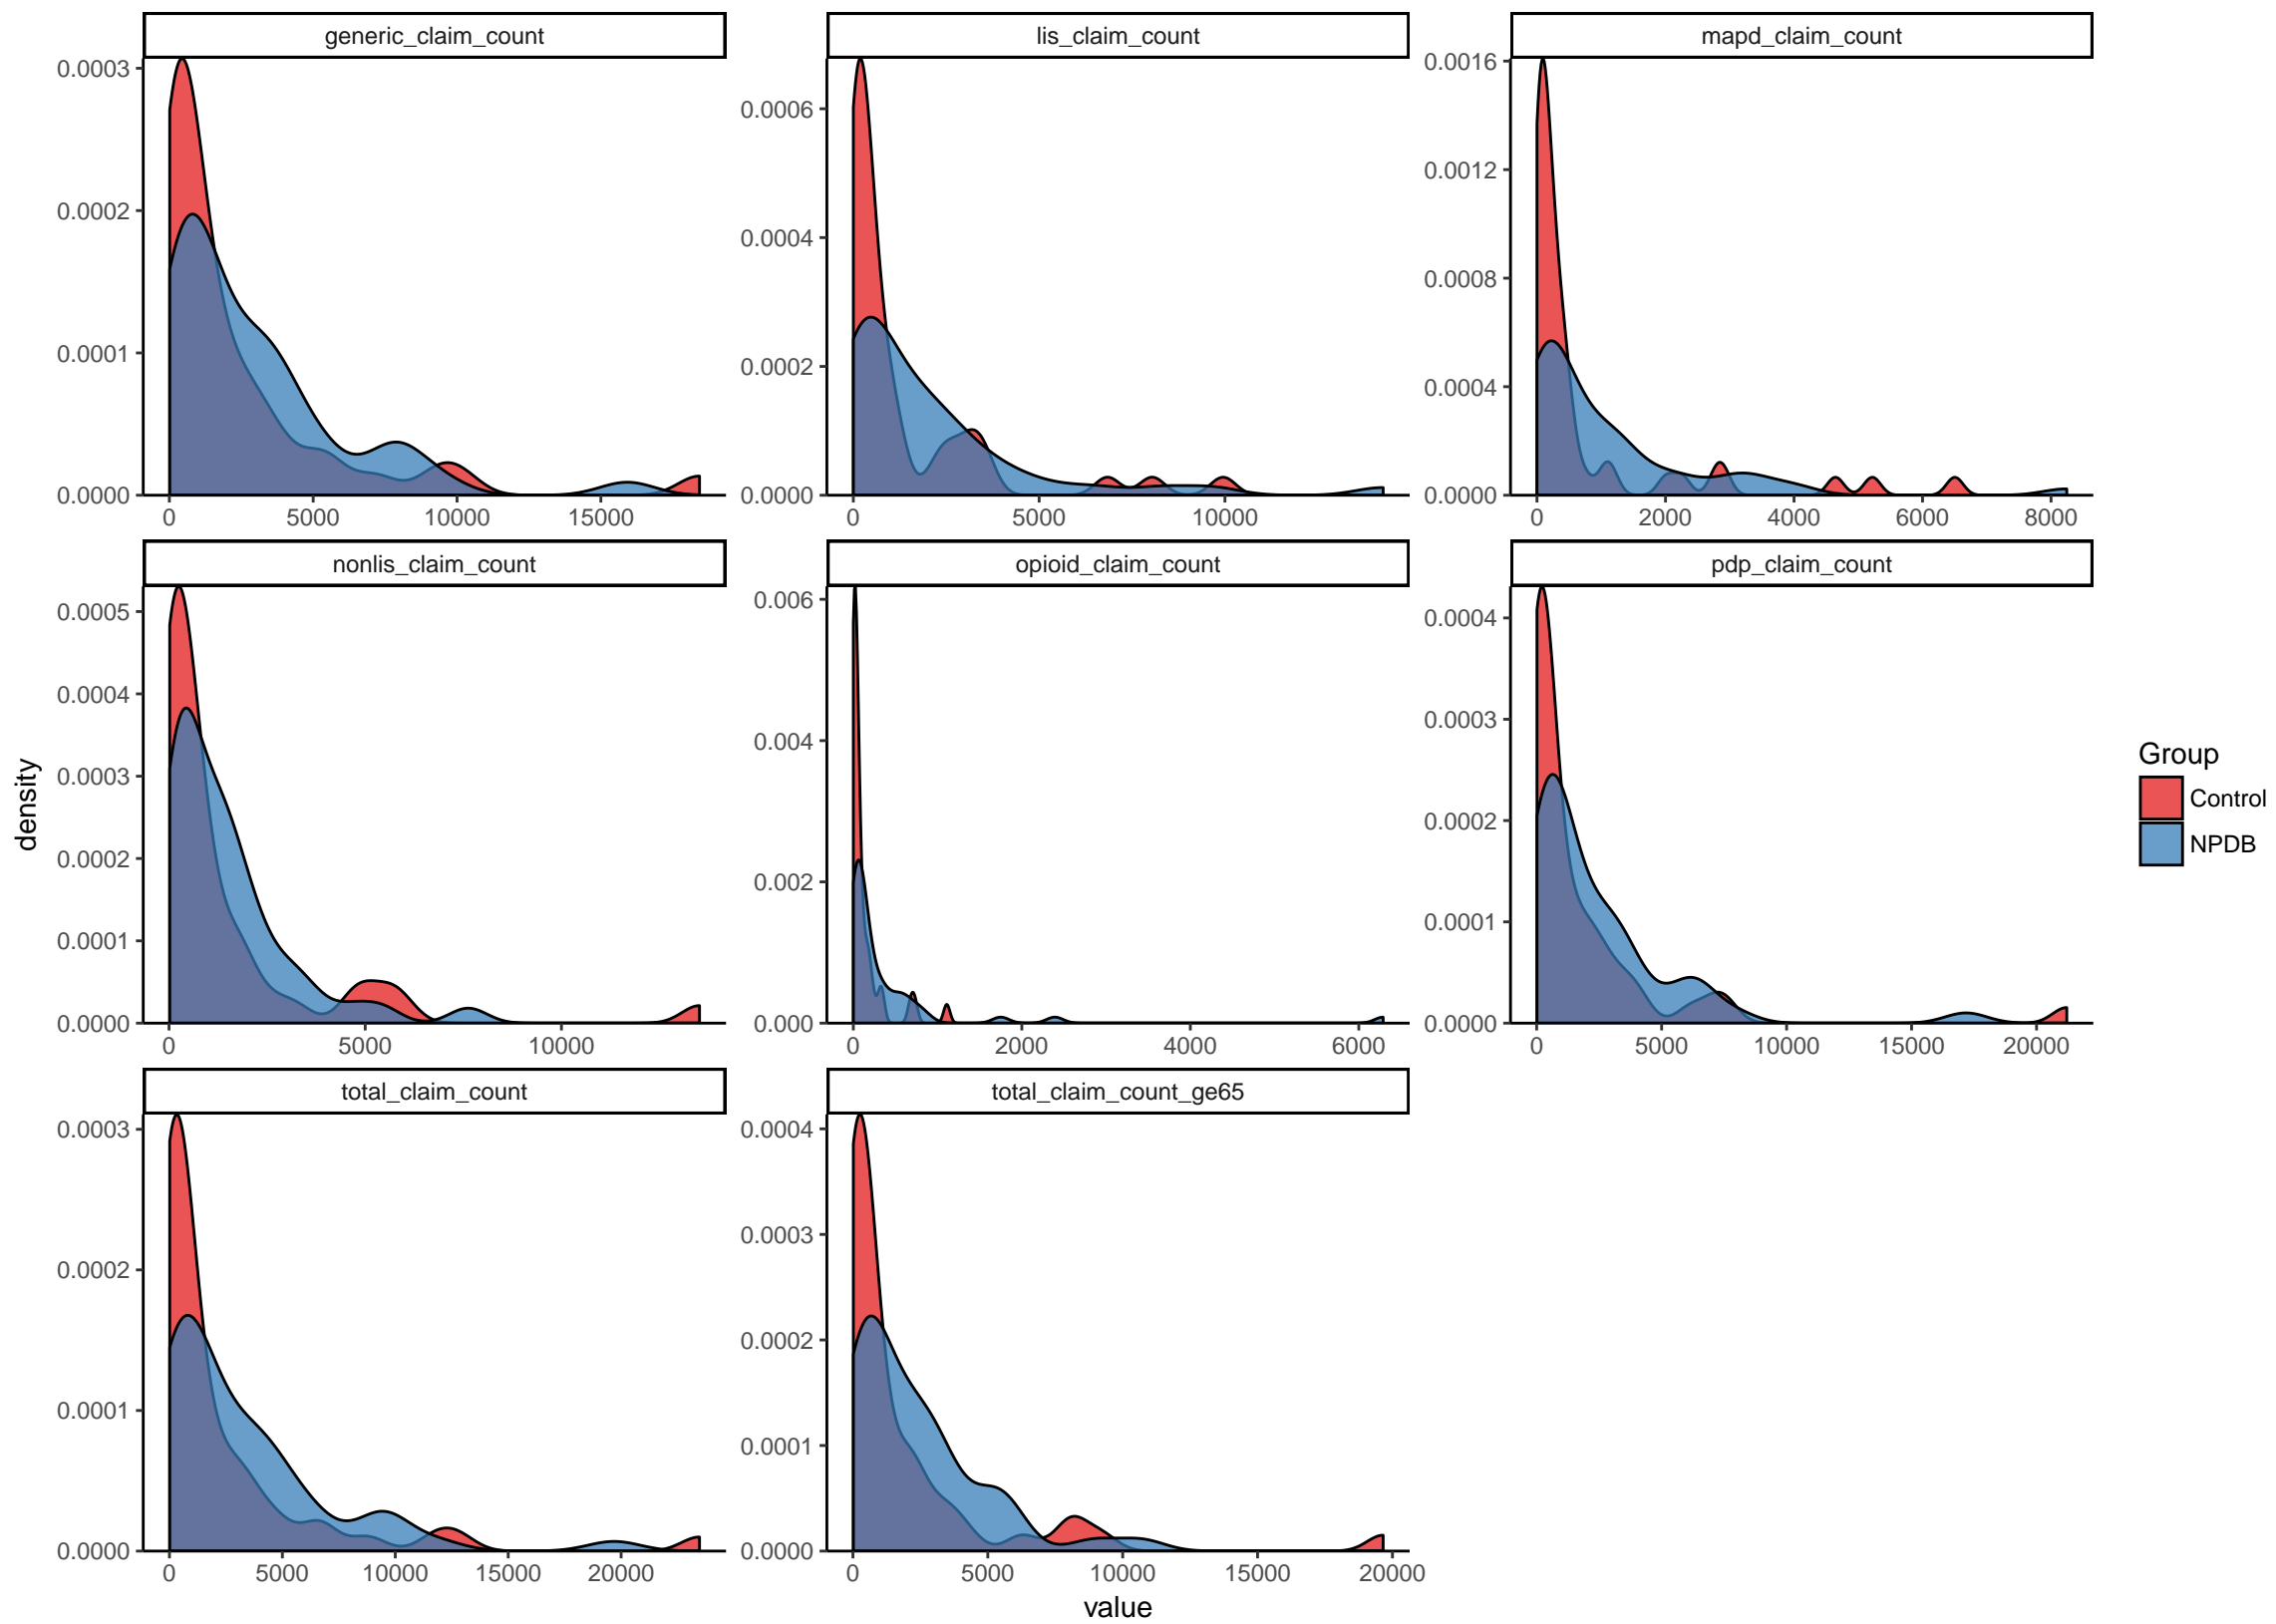 generic_claim_count
lis_claim_count
mapd_claim_count
0.0003
0.0002
0.0001
0.0000
0 5000 10000 15000
0.0006
0.0004
0.0002
0.0000
0 5000 10000
0.0016
0.0012
0.0008
0.0004
0.0000
0 2000 4000 6000 8000
nonlis_claim_count
opioid_claim_count
pdp_claim_count
0.0005
0.0004
0.0003
0.0002
0.0001
0.0000
0 5000 10000
0.006
0.004
0.002
0.000
0 2000 4000 6000
0.0004
0.0003
0.0002
0.0001
0.0000
0 5000 10000 15000 20000
total_claim_count
total_claim_count_ge65
0.0003
0.0002
0.0001
0.0000
0 5000 10000 15000 20000
0.0004
0.0003
0.0002
0.0001
0.0000
0 5000 10000 15000 20000
density
value
Group
Control
NPDB